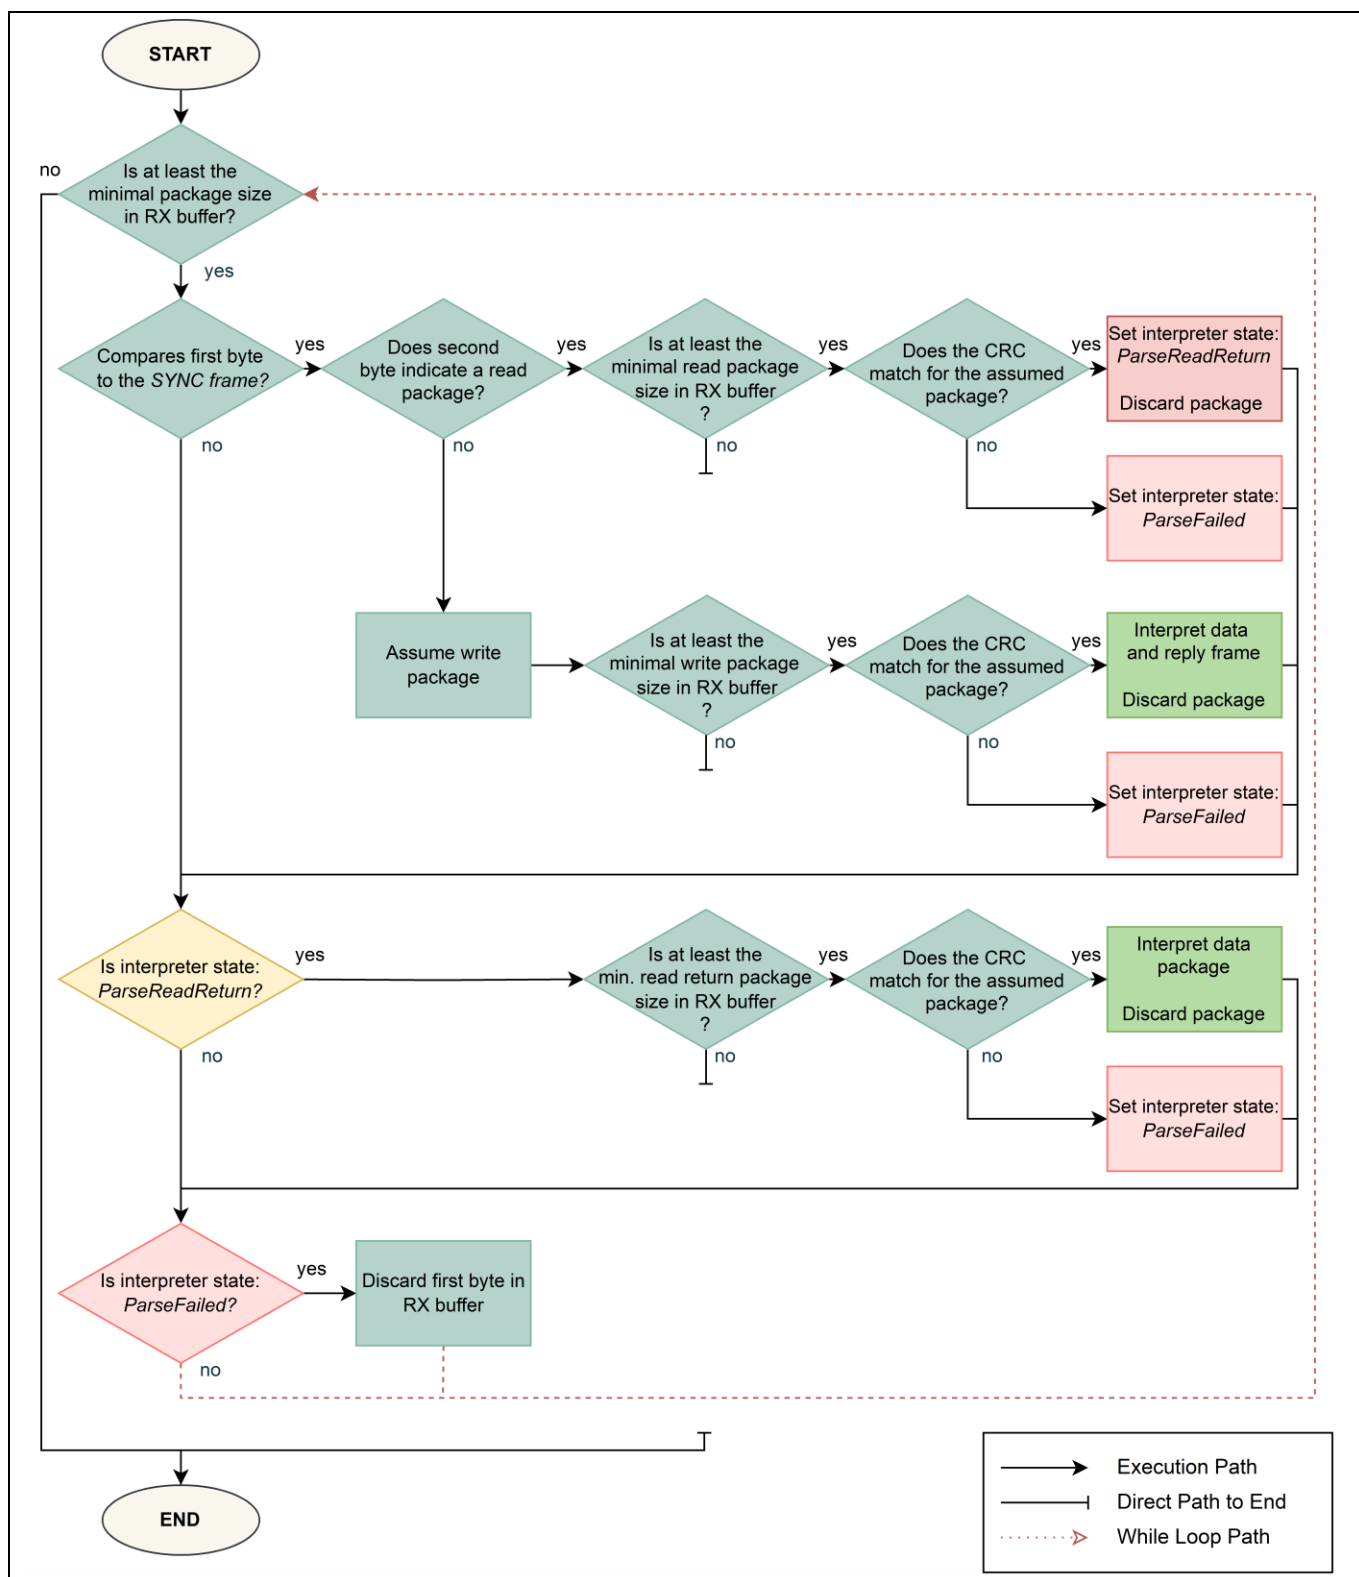 START
no
Is at least the
minimal package size
in RX buffer?
yes
Compares first byte
to the SYNC frame?
yes
no
Does second
byte indicate a read
package?
yes
no
Is at least the
minimal read package
size in RX buffer
?
yes
no
Does the CRC
match for the assumed
package?
yes
no
Set interpreter state:
ParseReadReturn
Discard package
Set interpreter state:
ParseFailed
Assume write
package
Is at least the
minimal write package
size in RX buffer
?
yes
no
Does the CRC
match for the assumed
package?
yes
no
Interpret data
and reply frame
Discard package
Set interpreter state:
ParseFailed
Is interpreter state:
ParseReadReturn?
yes
no
Is at least the
min. read return package
size in RX buffer
?
yes
no
Does the CRC
match for the assumed
package?
yes
no
Interpret data
package
Discard package
Set interpreter state:
ParseFailed
Is interpreter state:
ParseFailed?
yes
no
Discard first byte in
RX buffer
END
Execution Path
Direct Path to End
While Loop Path